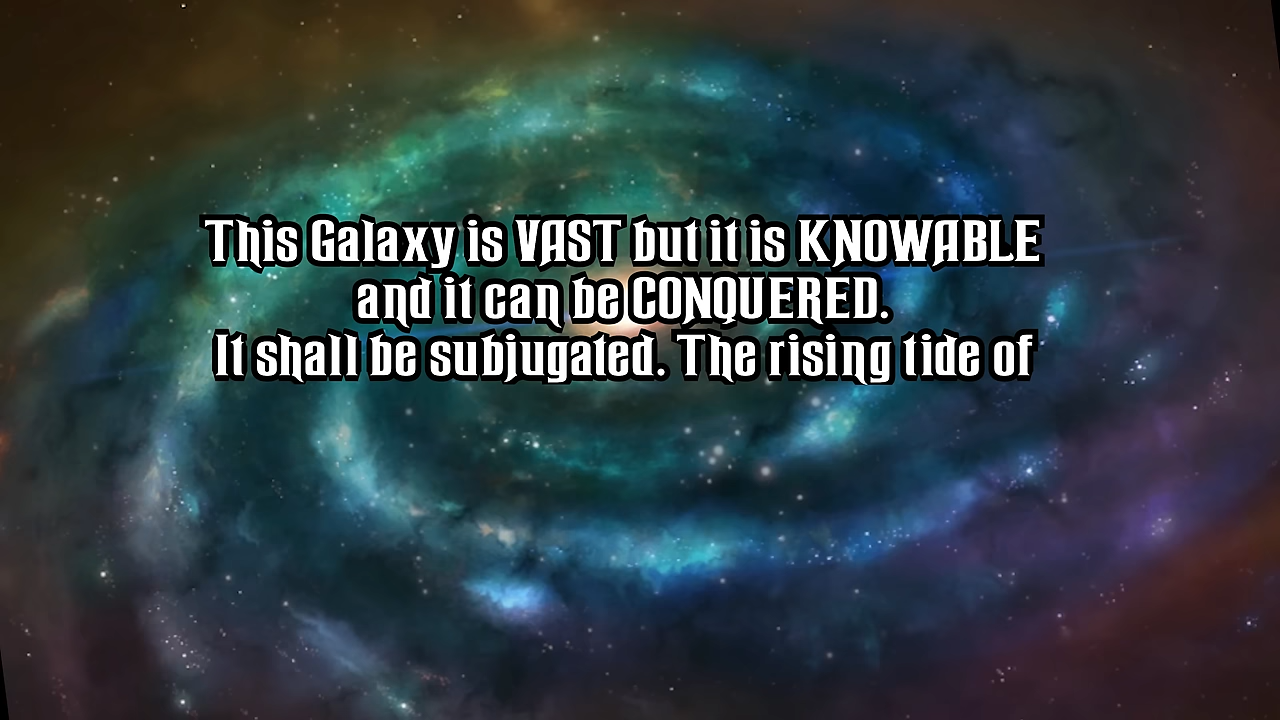 This Galaxy is VAST but it is KNOWABLE
and it can be CONQUERED.
It shall be subjugated. The rising tide of